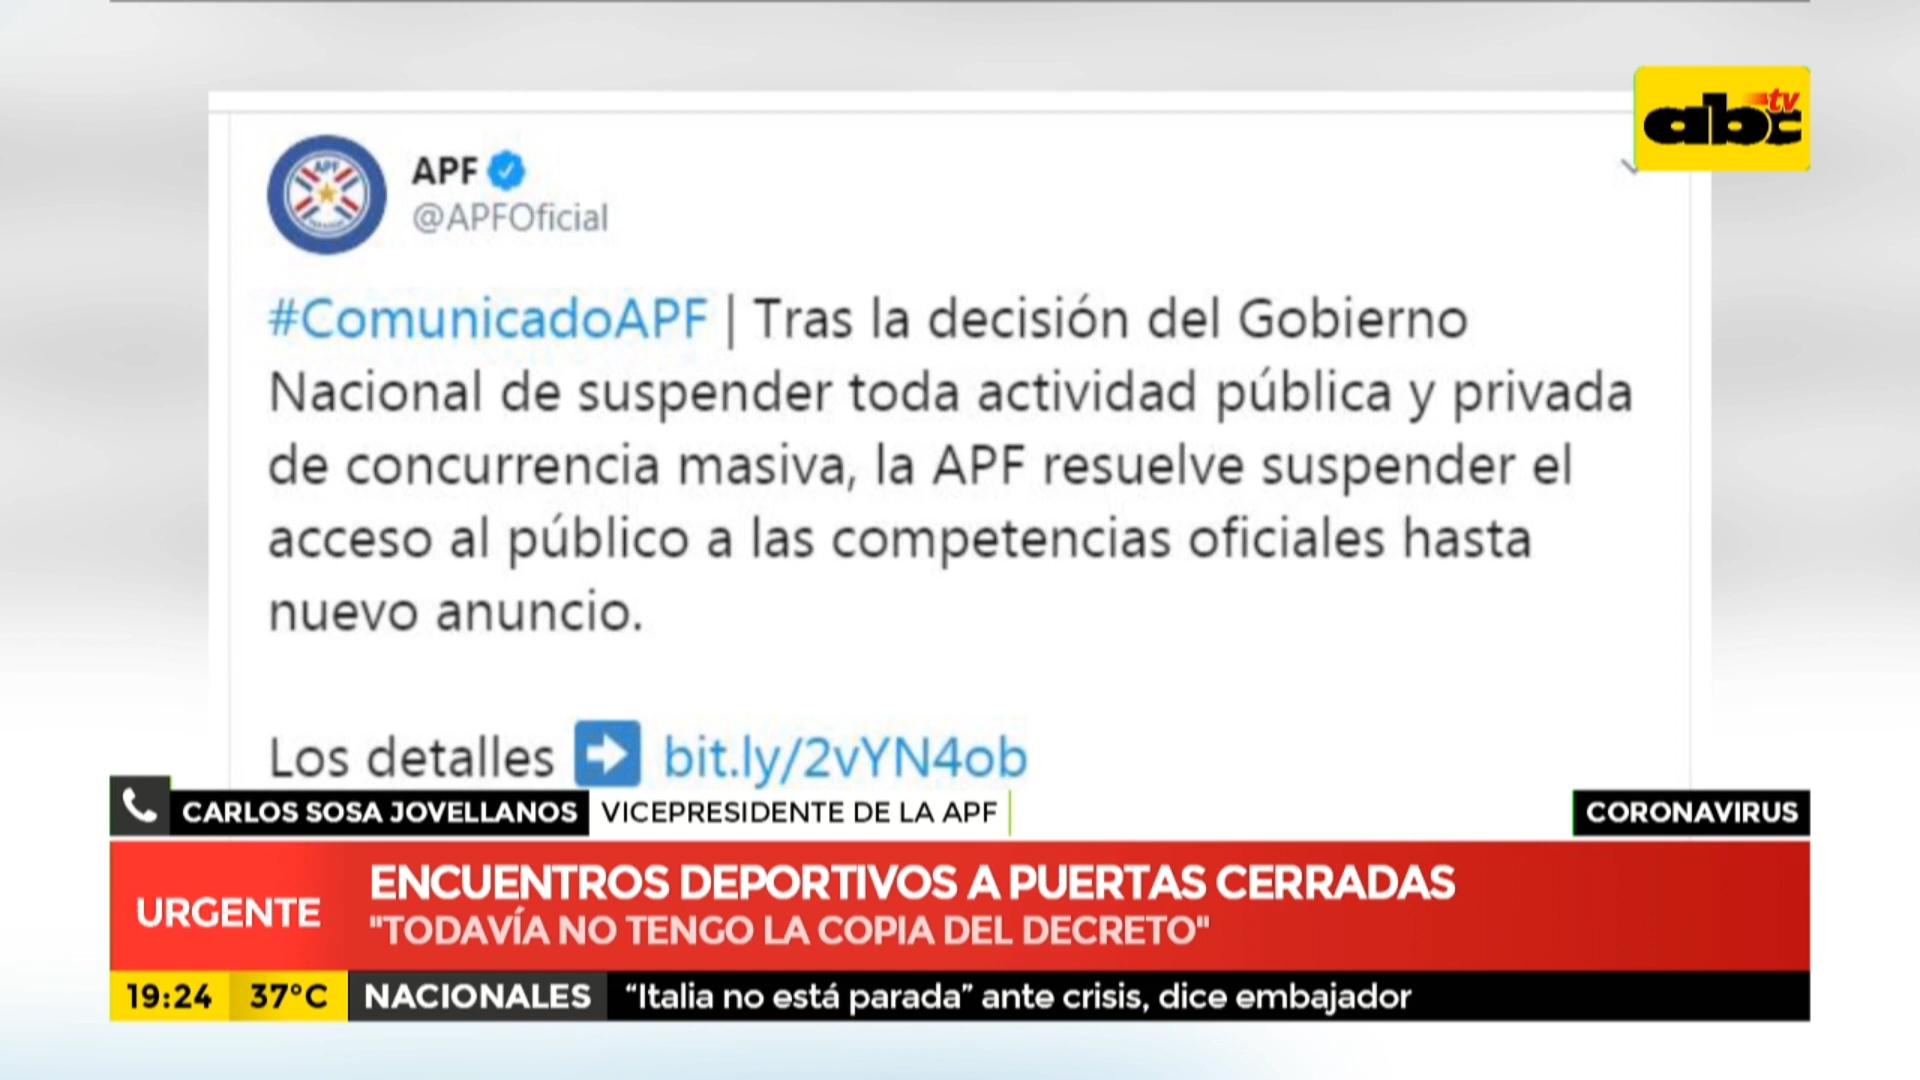 abc tv
APF
@APFOficial
#ComunicadoAPF | Tras la decisión del Gobierno
Nacional de suspender toda actividad pública y privada
de concurrencia masiva, la APF resuelve suspender el
acceso al público a las competencias oficiales hasta
nuevo anuncio.
Los detalles ➡ bit.ly/2vYN4ob
CARLOS SOSA JOVELLANOS VICEPRESIDENTE DE LA APF
CORONAVIRUS
URGENTE
ENCUENTROS DEPORTIVOS A PUERTAS CERRADAS
"TODAVÍA NO TENGO LA COPIA DEL DECRETO"
19:24 37°C NACIONALES “Italia no está parada” ante crisis, dice embajador